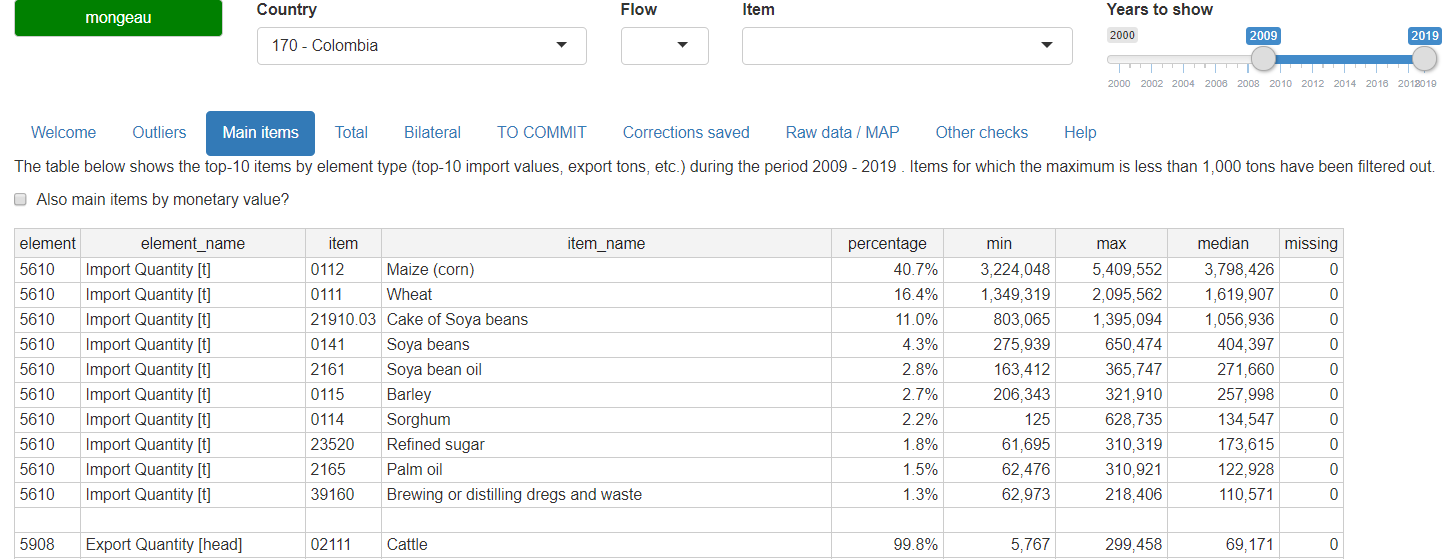 mongeau Country Flow Item Years to show
170 - Colombia
2000 2009 2019
2000 2002 2004 2006 2008 2010 2012 2014 2016 2018 2019
Welcome Outliers Main items Total Bilateral TO COMMIT Corrections saved Raw data / MAP Other checks Help
The table below shows the top-10 items by element type (top-10 import values, export tons, etc.) during the period 2009 - 2019 . Items for which the maximum is less than 1,000 tons have been filtered out.
Also main items by monetary value?
element element_name item item_name percentage min max median missing
5610 Import Quantity [t] 0112 Maize (corn) 40.7% 3,224,048 5,409,552 3,798,426 0
5610 Import Quantity [t] 0111 Wheat 16.4% 1,349,319 2,095,562 1,619,907 0
5610 Import Quantity [t] 21910.03 Cake of Soya beans 11.0% 803,065 1,395,094 1,056,936 0
5610 Import Quantity [t] 0141 Soya beans 4.3% 275,939 650,474 404,397 0
5610 Import Quantity [t] 2161 Soya bean oil 2.8% 163,412 365,747 271,660 0
5610 Import Quantity [t] 0115 Barley 2.7% 206,343 321,910 257,998 0
5610 Import Quantity [t] 0114 Sorghum 2.2% 125 628,735 134,547 0
5610 Import Quantity [t] 23520 Refined sugar 1.8% 61,695 310,319 173,615 0
5610 Import Quantity [t] 2165 Palm oil 1.5% 62,476 310,921 122,928 0
5610 Import Quantity [t] 39160 Brewing or distilling dregs and waste 1.3% 62,973 218,406 110,571 0
5908 Export Quantity [head] 02111 Cattle 99.8% 5,767 299,458 69,171 0